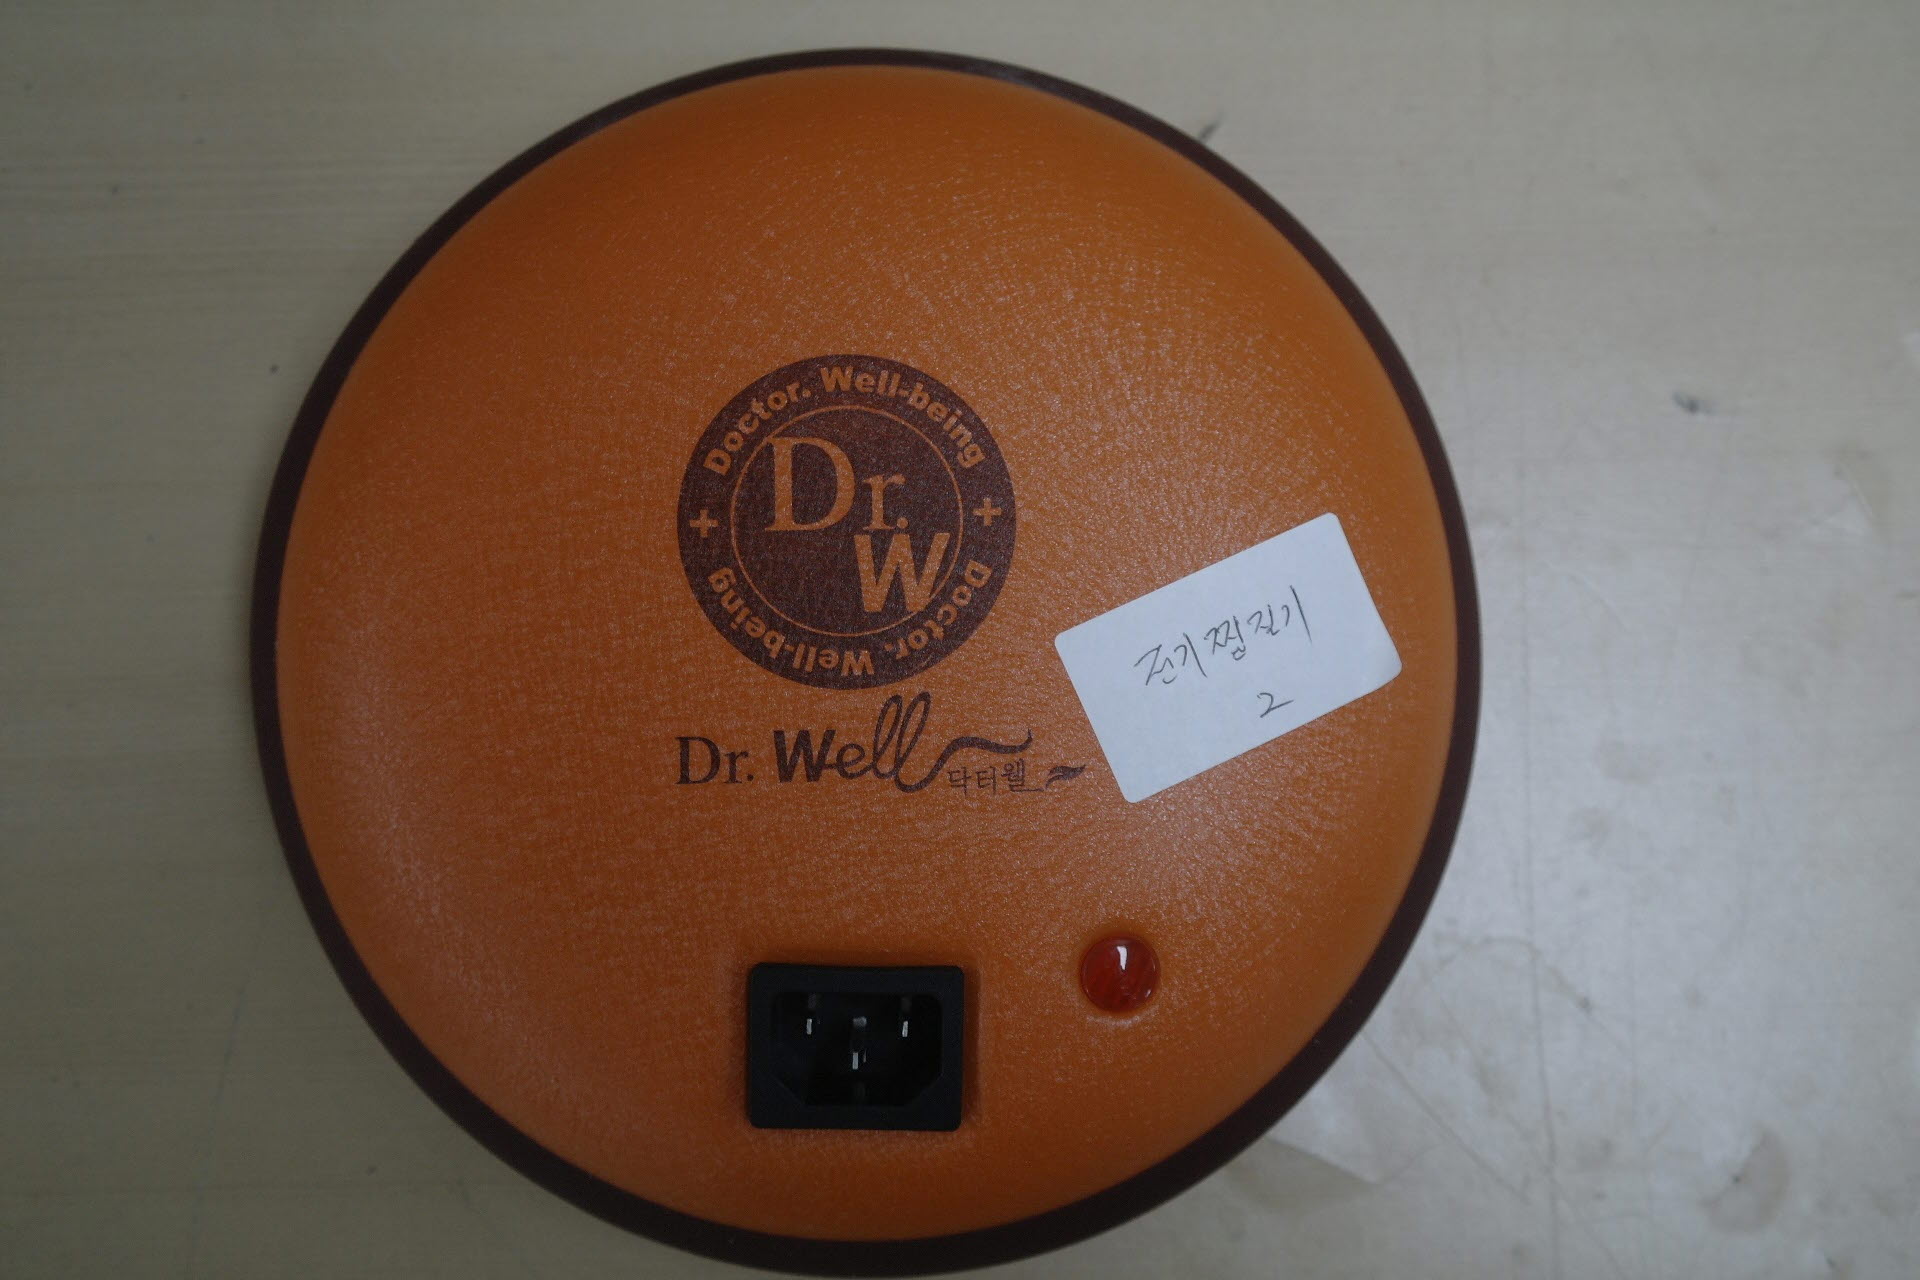 Doctor. Well-being + Doctor. Well-being +
Dr.
W
Dr. Well 닥터웰
전기찜질기
2